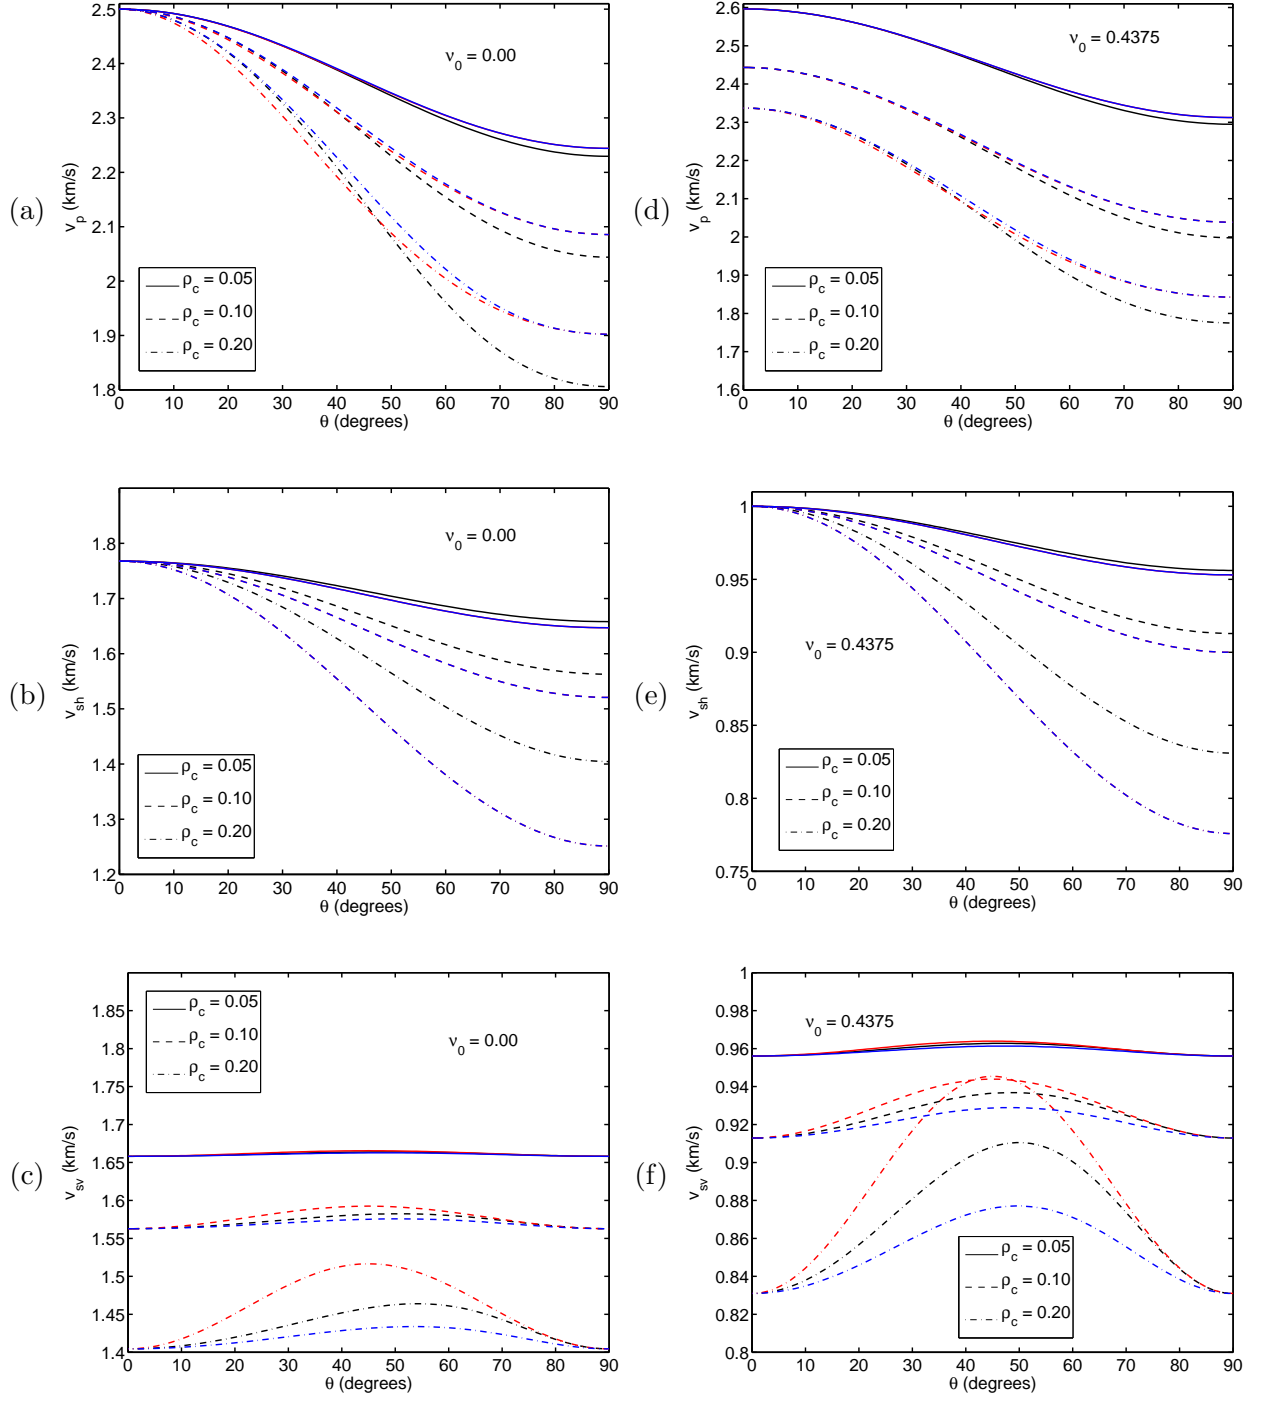 (a)
2.5
2.4
2.3
2.2
2.1
2
1.9
1.8
v_p (km/s)
ν_0 = 0.00
ρ_c = 0.05
ρ_c = 0.10
ρ_c = 0.20
0 10 20 30 40 50 60 70 80 90
θ (degrees)
(d)
2.6
2.5
2.4
2.3
2.2
2.1
2
1.9
1.8
1.7
1.6
v_p (km/s)
ν_0 = 0.4375
ρ_c = 0.05
ρ_c = 0.10
ρ_c = 0.20
0 10 20 30 40 50 60 70 80 90
θ (degrees)
(b)
1.8
1.7
1.6
1.5
1.4
1.3
1.2
v_sh (km/s)
ν_0 = 0.00
ρ_c = 0.05
ρ_c = 0.10
ρ_c = 0.20
0 10 20 30 40 50 60 70 80 90
θ (degrees)
(e)
1
0.95
0.9
0.85
0.8
0.75
v_sh (km/s)
ν_0 = 0.4375
ρ_c = 0.05
ρ_c = 0.10
ρ_c = 0.20
0 10 20 30 40 50 60 70 80 90
θ (degrees)
(c)
1.85
1.8
1.75
1.7
1.65
1.6
1.55
1.5
1.45
1.4
v_sv (km/s)
ρ_c = 0.05
ρ_c = 0.10
ρ_c = 0.20
ν_0 = 0.00
0 10 20 30 40 50 60 70 80 90
θ (degrees)
(f)
1
0.98
0.96
0.94
0.92
0.9
0.88
0.86
0.84
0.82
0.8
v_sv (km/s)
ν_0 = 0.4375
ρ_c = 0.05
ρ_c = 0.10
ρ_c = 0.20
0 10 20 30 40 50 60 70 80 90
θ (degrees)